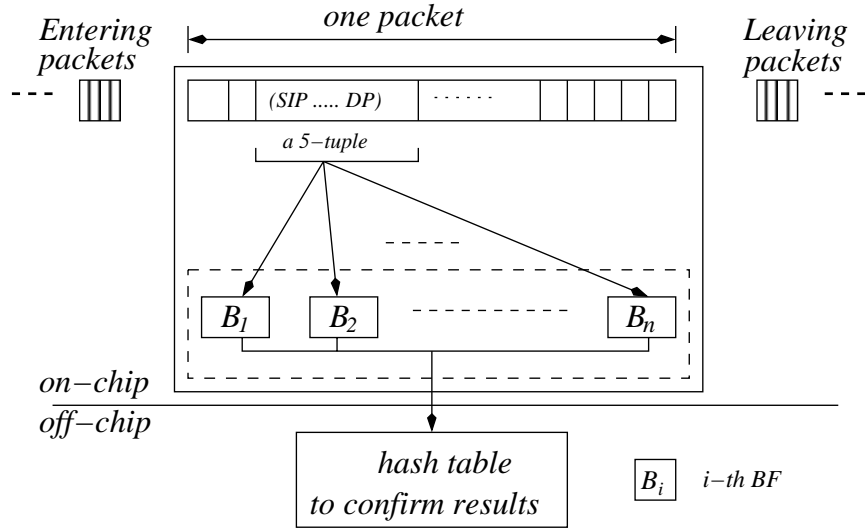 Entering
packets
one packet
Leaving
packets
(SIP ..... DP)
a 5-tuple
B1
B2
Bn
on-chip
off-chip
hash table
to confirm results
Bi
i-th BF